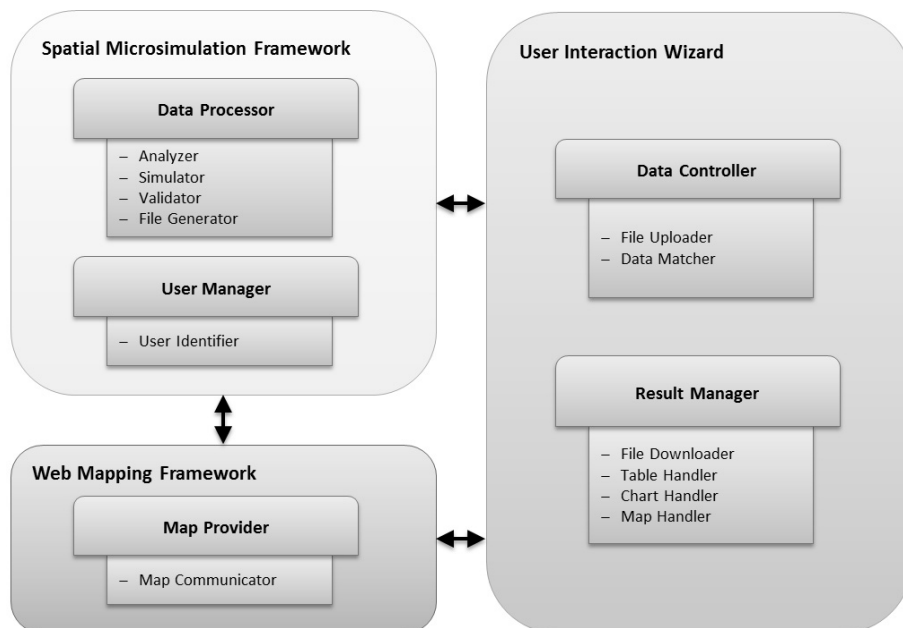 Spatial Microsimulation Framework
Data Processor
– Analyzer
– Simulator
– Validator
– File Generator
User Manager
– User Identifier
Web Mapping Framework
Map Provider
– Map Communicator
User Interaction Wizard
Data Controller
– File Uploader
– Data Matcher
Result Manager
– File Downloader
– Table Handler
– Chart Handler
– Map Handler